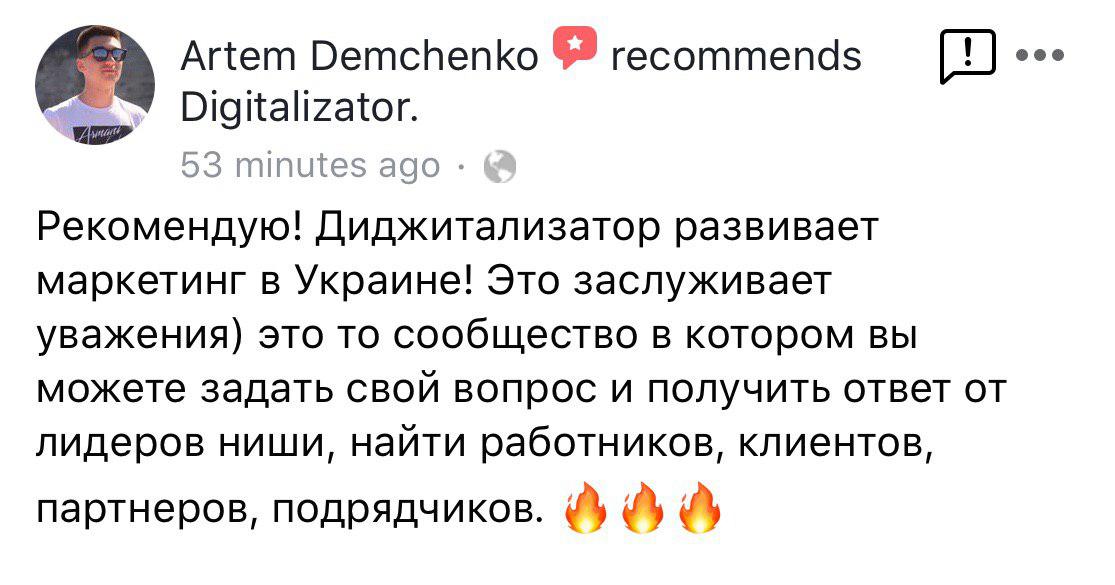 Artem Demchenko recommends
Digitalizator.
53 minutes ago ·
Рекомендую! Диджитализатор развивает
маркетинг в Украине! Это заслуживает
уважения) это то сообщество в котором вы
можете задать свой вопрос и получить ответ от
лидеров ниши, найти работников, клиентов,
партнеров, подрядчиков. 🔥🔥🔥
Armani